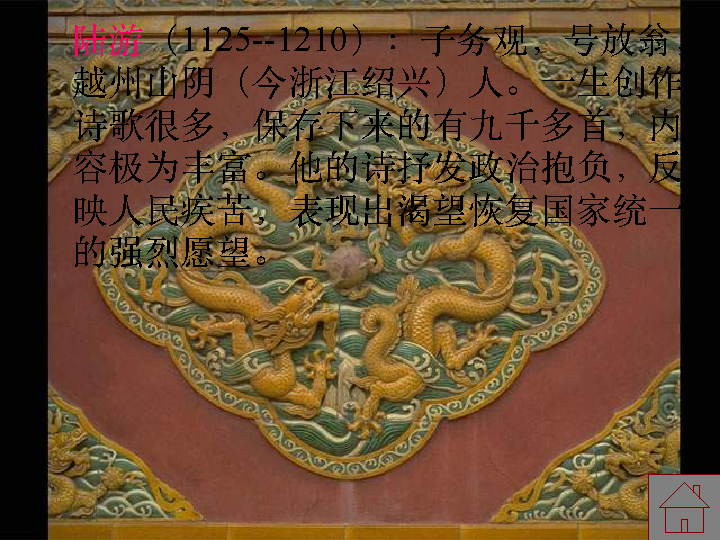 陆游（1125--1210）：子务观，号放翁，
越州山阴（今浙江绍兴）人。一生创作
诗歌很多，保存下来的有九千多首，内
容极为丰富。他的诗抒发政治抱负，反
映人民疾苦，表现出渴望恢复国家统一
的强烈愿望。